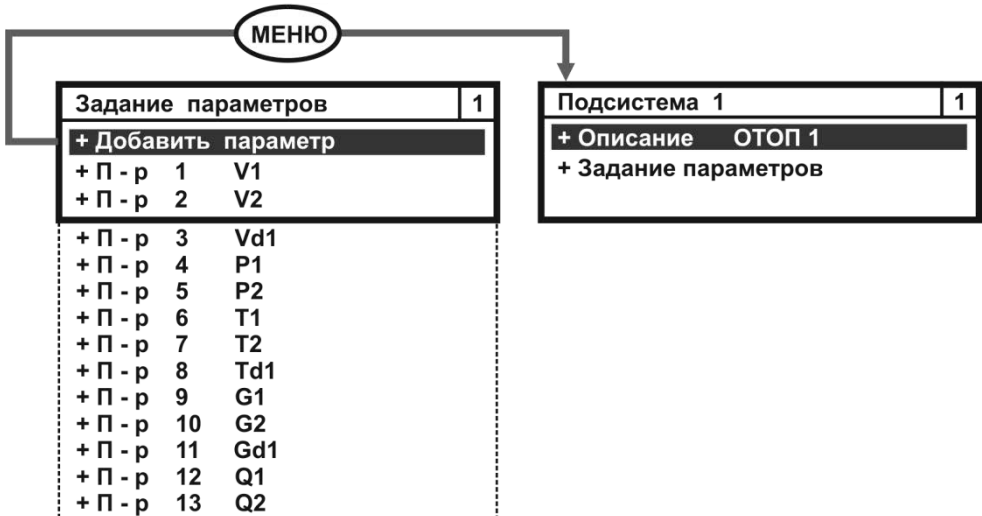 МЕНЮ
Задание параметров 1
+ Добавить параметр
+ П - р 1 V1
+ П - р 2 V2
+ П - р 3 Vd1
+ П - р 4 P1
+ П - р 5 P2
+ П - р 6 T1
+ П - р 7 T2
+ П - р 8 Td1
+ П - р 9 G1
+ П - р 10 G2
+ П - р 11 Gd1
+ П - р 12 Q1
+ П - р 13 Q2
Подсистема 1 1
+ Описание ОТОП 1
+ Задание параметров